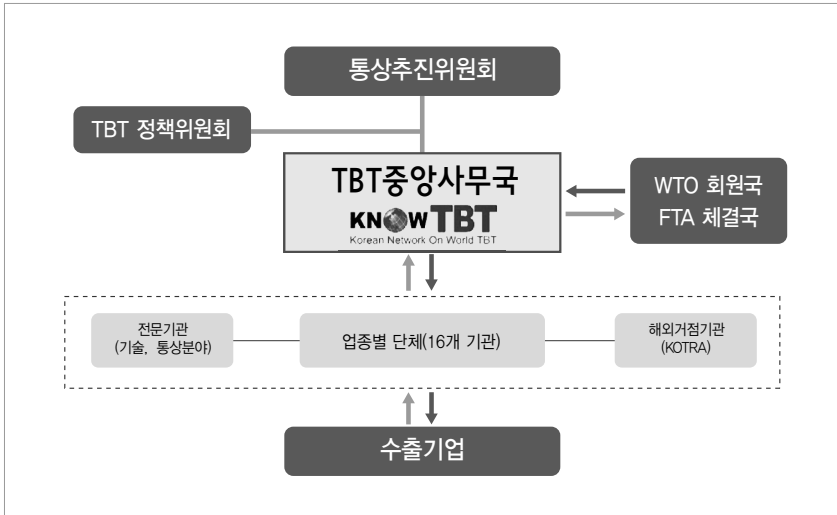 통상추진위원회
TBT 정책위원회
TBT중앙사무국
KNOW TBT
Korean Network On World TBT
WTO 회원국
FTA 체결국
전문기관
(기술, 통상분야)
업종별 단체(16개 기관)
해외거점기관
(KOTRA)
수출기업